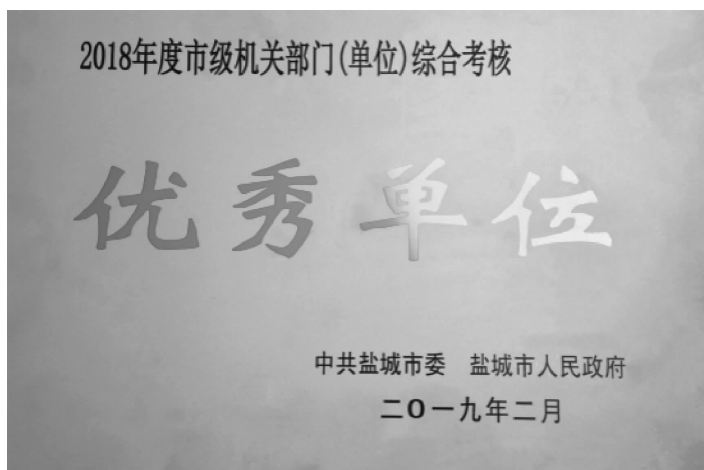 2018年度市级机关部门(单位)综合考核
优秀单位
中共盐城市委 盐城市人民政府
二〇一九年二月